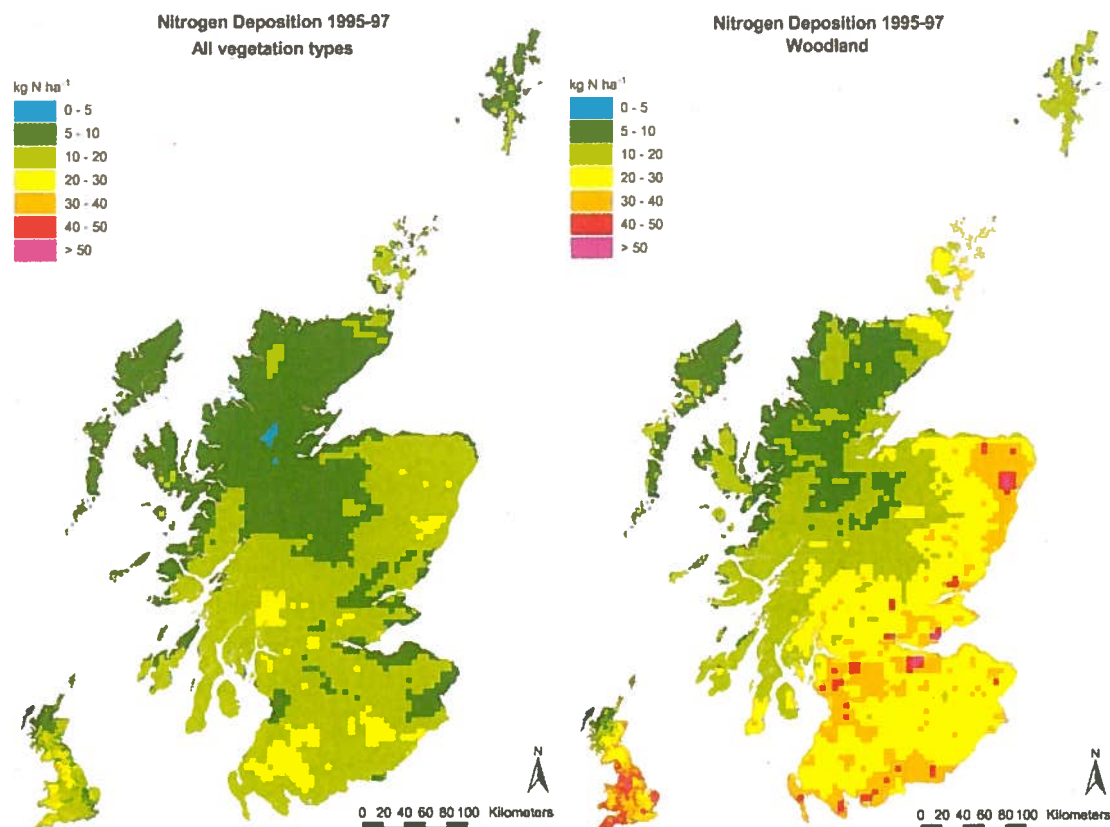 Nitrogen Deposition 1995-97
All vegetation types
kg N ha⁻¹
0 - 5
5 - 10
10 - 20
20 - 30
30 - 40
40 - 50
> 50
N
0 20 40 60 80 100 Kilometers
Nitrogen Deposition 1995-97
Woodland
kg N ha⁻¹
0 - 5
5 - 10
10 - 20
20 - 30
30 - 40
40 - 50
> 50
N
0 20 40 60 80 100 Kilometers